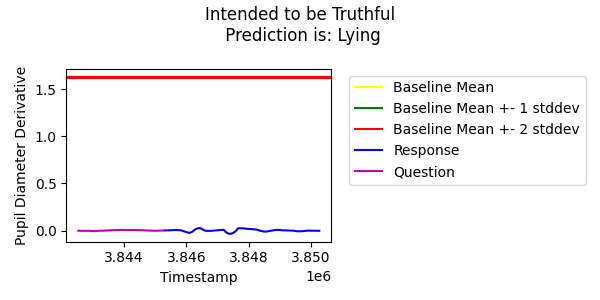 Intended to be Truthful
Prediction is: Lying
Pupil Diameter Derivative
1.5
1.0
0.5
0.0
3.844
3.846
3.848
3.850
1e6
Timestamp
Baseline Mean
Baseline Mean +- 1 stddev
Baseline Mean +- 2 stddev
Response
Question